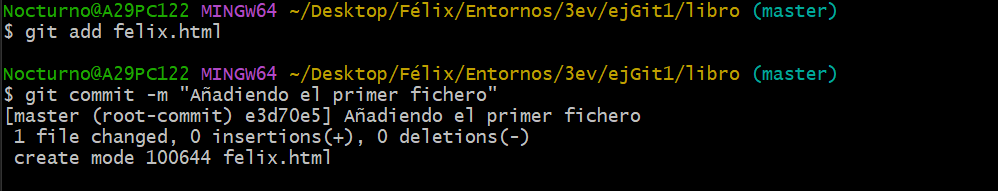 Nocturno@A29PC122 MINGW64 ~/Desktop/Félix/Entornos/3ev/ejGit1/libro (master)
$ git add felix.html
Nocturno@A29PC122 MINGW64 ~/Desktop/Félix/Entornos/3ev/ejGit1/libro (master)
$ git commit -m "Añadiendo el primer fichero"
[master (root-commit) e3d70e5] Añadiendo el primer fichero
 1 file changed, 0 insertions(+), 0 deletions(-)
 create mode 100644 felix.html